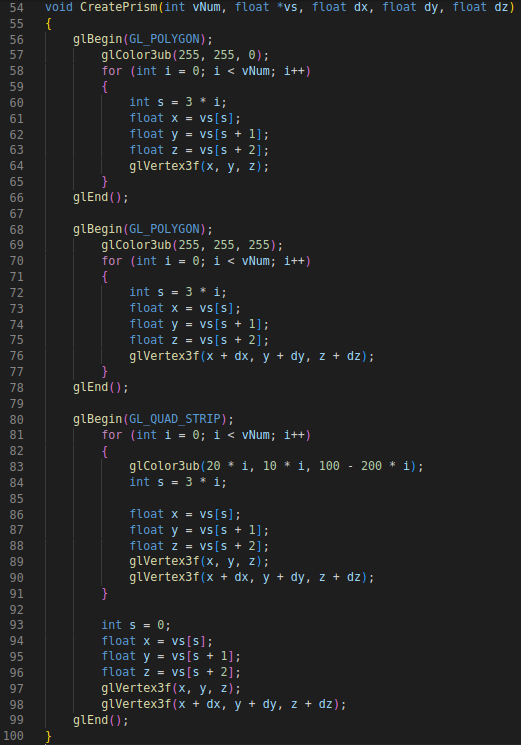 54 void CreatePrism(int vNum, float *vs, float dx, float dy, float dz)
55 {
56     glBegin(GL_POLYGON);
57         glColor3ub(255, 255, 0);
58         for (int i = 0; i < vNum; i++)
59         {
60             int s = 3 * i;
61             float x = vs[s];
62             float y = vs[s + 1];
63             float z = vs[s + 2];
64             glVertex3f(x, y, z);
65         }
66     glEnd();
67
68     glBegin(GL_POLYGON);
69         glColor3ub(255, 255, 255);
70         for (int i = 0; i < vNum; i++)
71         {
72             int s = 3 * i;
73             float x = vs[s];
74             float y = vs[s + 1];
75             float z = vs[s + 2];
76             glVertex3f(x + dx, y + dy, z + dz);
77         }
78     glEnd();
79
80     glBegin(GL_QUAD_STRIP);
81         for (int i = 0; i < vNum; i++)
82         {
83             glColor3ub(20 * i, 10 * i, 100 - 200 * i);
84             int s = 3 * i;
85
86             float x = vs[s];
87             float y = vs[s + 1];
88             float z = vs[s + 2];
89             glVertex3f(x, y, z);
90             glVertex3f(x + dx, y + dy, z + dz);
91         }
92
93         int s = 0;
94         float x = vs[s];
95         float y = vs[s + 1];
96         float z = vs[s + 2];
97         glVertex3f(x, y, z);
98         glVertex3f(x + dx, y + dy, z + dz);
99     glEnd();
100 }